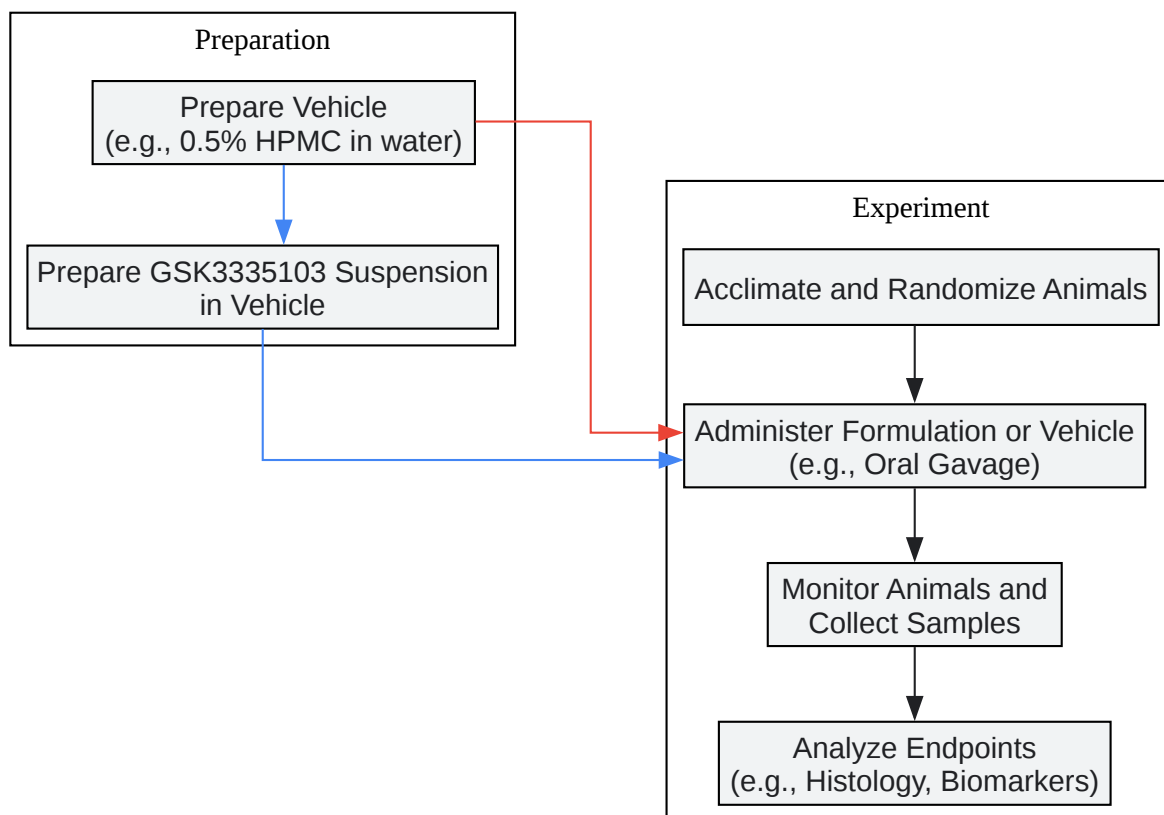 Preparation
Prepare Vehicle
(e.g., 0.5% HPMC in water)
Prepare GSK3335103 Suspension
in Vehicle
Experiment
Acclimate and Randomize Animals
Administer Formulation or Vehicle
(e.g., Oral Gavage)
Monitor Animals and
Collect Samples
Analyze Endpoints
(e.g., Histology, Biomarkers)